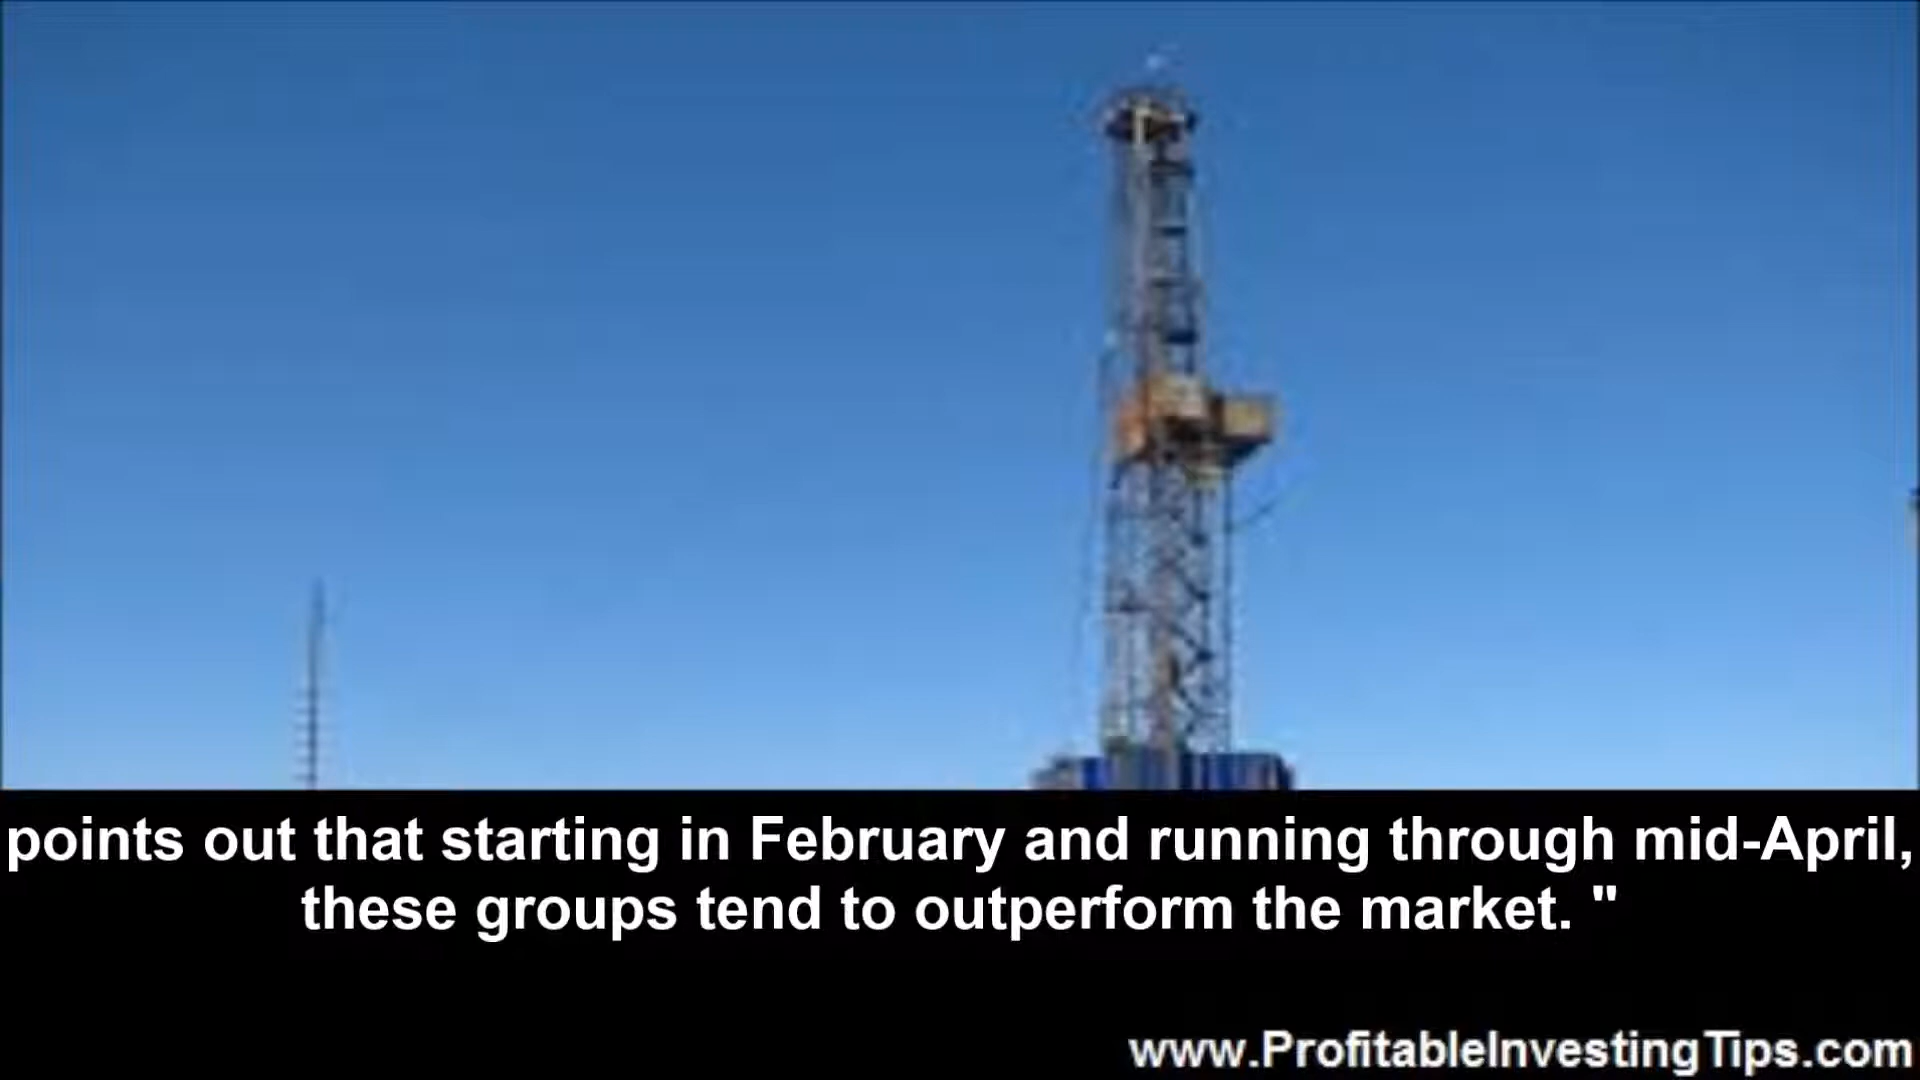 points out that starting in February and running through mid-April,
these groups tend to outperform the market. "
www.ProfitableInvestingTips.com